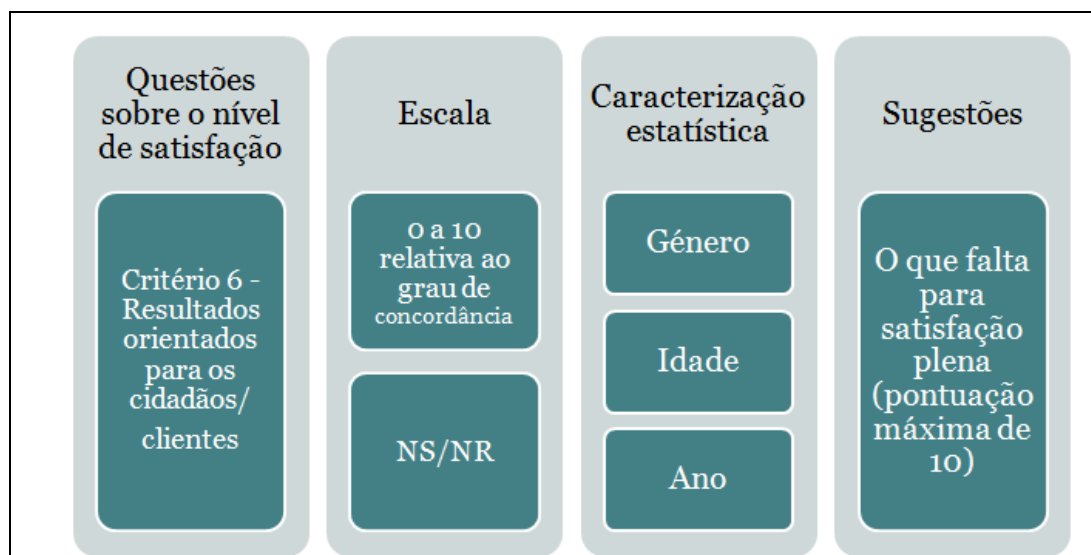 Questões
sobre o nível
de satisfação
Critério 6 -
Resultados
orientados
para os
cidadãos/
clientes
Escala
0 a 10
relativa ao
grau de
concordância
NS/NR
Caracterização
estatística
Género
Idade
Ano
Sugestões
O que falta
para
satisfação
plena
(pontuação
máxima de
10)